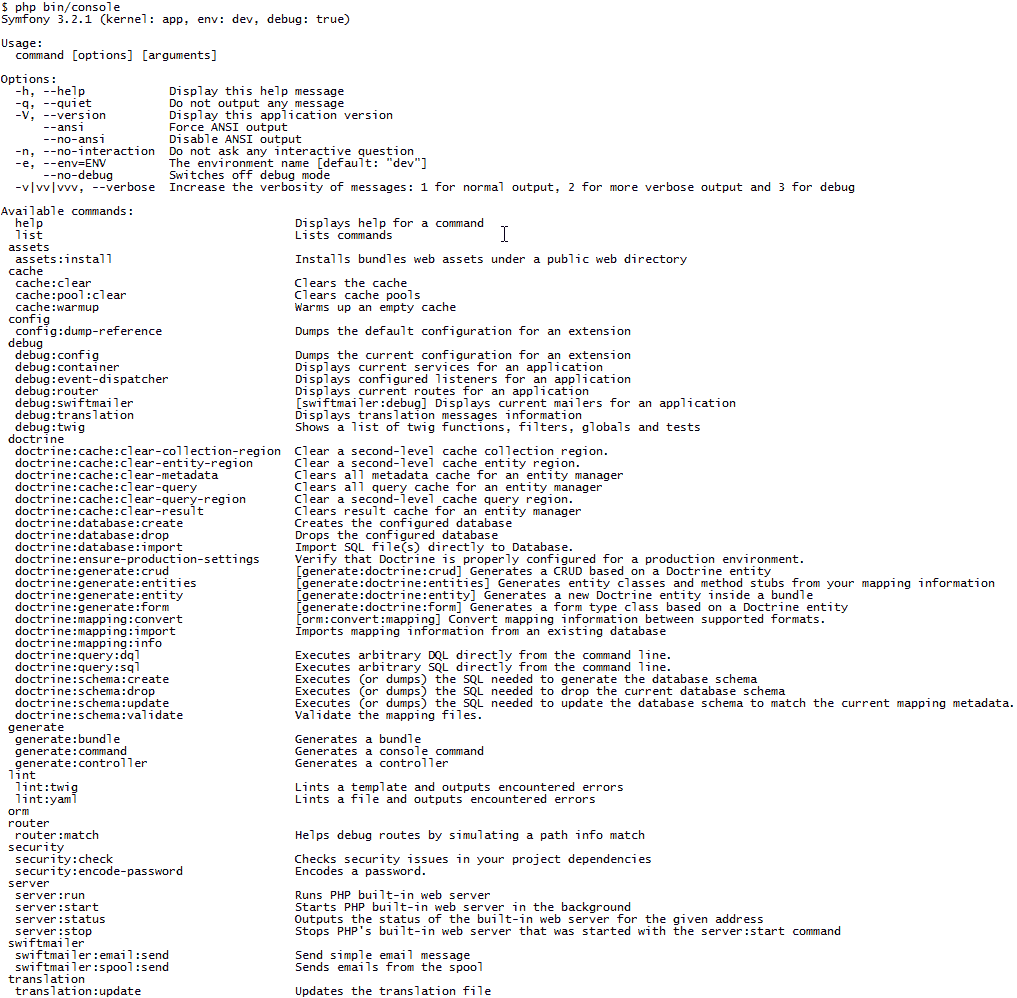 $ php bin/console
Symfony 3.2.1 (kernel: app, env: dev, debug: true)

Usage:
  command [options] [arguments]

Options:
  -h, --help            Display this help message
  -q, --quiet           Do not output any message
  -V, --version         Display this application version
      --ansi            Force ANSI output
      --no-ansi         Disable ANSI output
  -n, --no-interaction  Do not ask any interactive question
  -e, --env=ENV         The environment name [default: "dev"]
      --no-debug        Switches off debug mode
  -v|vv|vvv, --verbose  Increase the verbosity of messages: 1 for normal output, 2 for more verbose output and 3 for debug

Available commands:
  help                                    Displays help for a command
  list                                    Lists commands
 assets
  assets:install                          Installs bundles web assets under a public web directory
 cache
  cache:clear                             Clears the cache
  cache:pool:clear                        Clears cache pools
  cache:warmup                            Warms up an empty cache
 config
  config:dump-reference                   Dumps the default configuration for an extension
 debug
  debug:config                            Dumps the current configuration for an extension
  debug:container                         Displays current services for an application
  debug:event-dispatcher                  Displays configured listeners for an application
  debug:router                            Displays current routes for an application
  debug:swiftmailer                       [swiftmailer:debug] Displays current mailers for an application
  debug:translation                       Displays translation messages information
  debug:twig                              Shows a list of twig functions, filters, globals and tests
 doctrine
  doctrine:cache:clear-collection-region  Clear a second-level cache collection region.
  doctrine:cache:clear-entity-region      Clear a second-level cache entity region.
  doctrine:cache:clear-metadata           Clears all metadata cache for an entity manager
  doctrine:cache:clear-query              Clears all query cache for an entity manager
  doctrine:cache:clear-query-region       Clear a second-level cache query region.
  doctrine:cache:clear-result             Clears result cache for an entity manager
  doctrine:database:create                Creates the configured database
  doctrine:database:drop                  Drops the configured database
  doctrine:database:import                Import SQL file(s) directly to Database.
  doctrine:ensure-production-settings     Verify that Doctrine is properly configured for a production environment.
  doctrine:generate:crud                  [generate:doctrine:crud] Generates a CRUD based on a Doctrine entity
  doctrine:generate:entities              [generate:doctrine:entities] Generates entity classes and method stubs from your mapping information
  doctrine:generate:entity                [generate:doctrine:entity] Generates a new Doctrine entity inside a bundle
  doctrine:generate:form                  [generate:doctrine:form] Generates a form type class based on a Doctrine entity
  doctrine:mapping:convert                [orm:convert:mapping] Convert mapping information between supported formats.
  doctrine:mapping:import                 Imports mapping information from an existing database
  doctrine:mapping:info
  doctrine:query:dql                      Executes arbitrary DQL directly from the command line.
  doctrine:query:sql                      Executes arbitrary SQL directly from the command line.
  doctrine:schema:create                  Executes (or dumps) the SQL needed to generate the database schema
  doctrine:schema:drop                    Executes (or dumps) the SQL needed to drop the current database schema
  doctrine:schema:update                  Executes (or dumps) the SQL needed to update the database schema to match the current mapping metadata.
  doctrine:schema:validate                Validate the mapping files.
 generate
  generate:bundle                         Generates a bundle
  generate:command                        Generates a console command
  generate:controller                     Generates a controller
 lint
  lint:twig                               Lints a template and outputs encountered errors
  lint:yaml                               Lints a file and outputs encountered errors
 orm
 router
  router:match                            Helps debug routes by simulating a path info match
 security
  security:check                          Checks security issues in your project dependencies
  security:encode-password                Encodes a password.
 server
  server:run                              Runs PHP built-in web server
  server:start                            Starts PHP built-in web server in the background
  server:status                           Outputs the status of the built-in web server for the given address
  server:stop                             Stops PHP's built-in web server that was started with the server:start command
 swiftmailer
  swiftmailer:email:send                  Send simple email message
  swiftmailer:spool:send                  Sends emails from the spool
 translation
  translation:update                      Updates the translation file